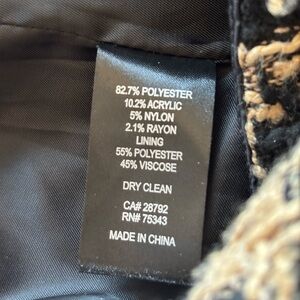 82.7% POLYESTER
10.2% ACRYLIC
5% NYLON
2.1% RAYON
LINING
55% POLYESTER
45% VISCOSE
DRY CLEAN
CA# 28792
RN# 75343
MADE IN CHINA